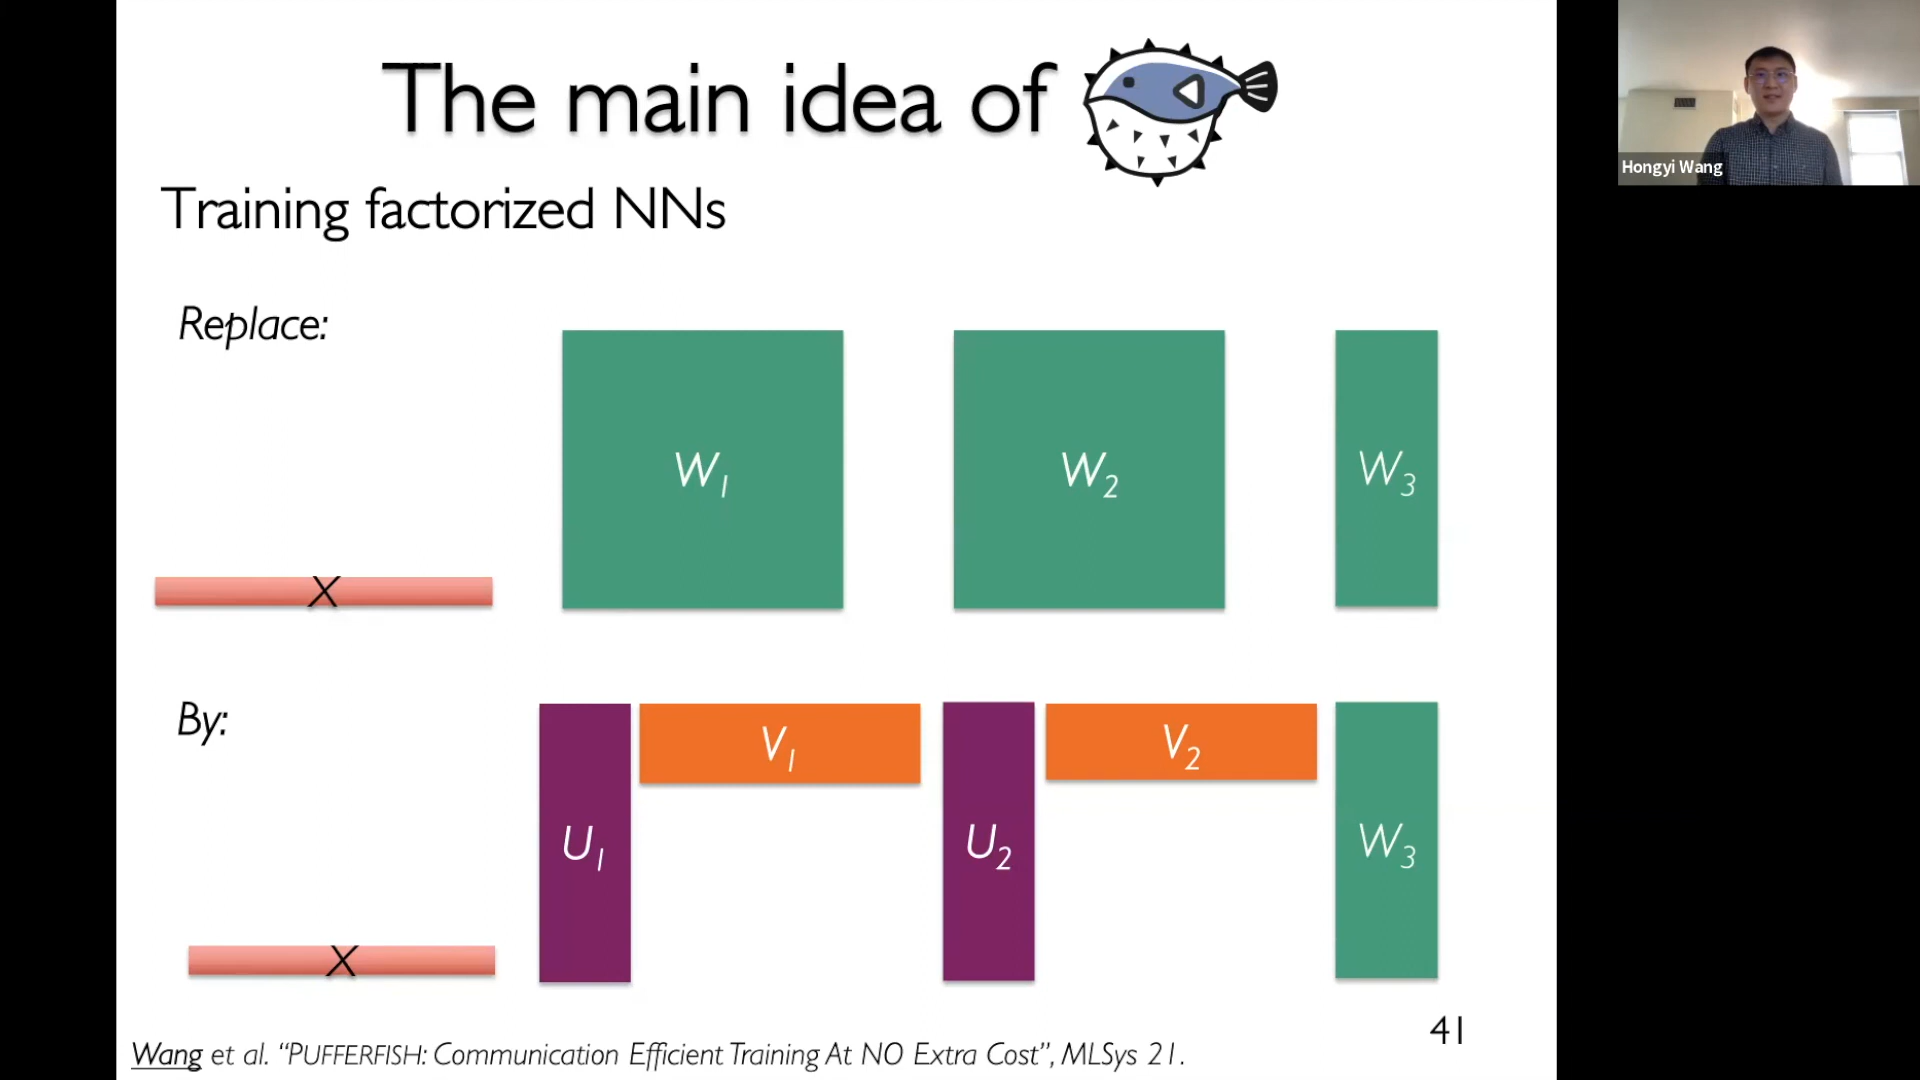 The main idea of
Training factorized NNs
Replace:
W1 W2 W3
X
By:
V1 V2
U1 U2 W3
X
41
Wang et al. “PUFFERFISH: Communication Efficient Training At NO Extra Cost”, MLSys 21.
Hongyi Wang